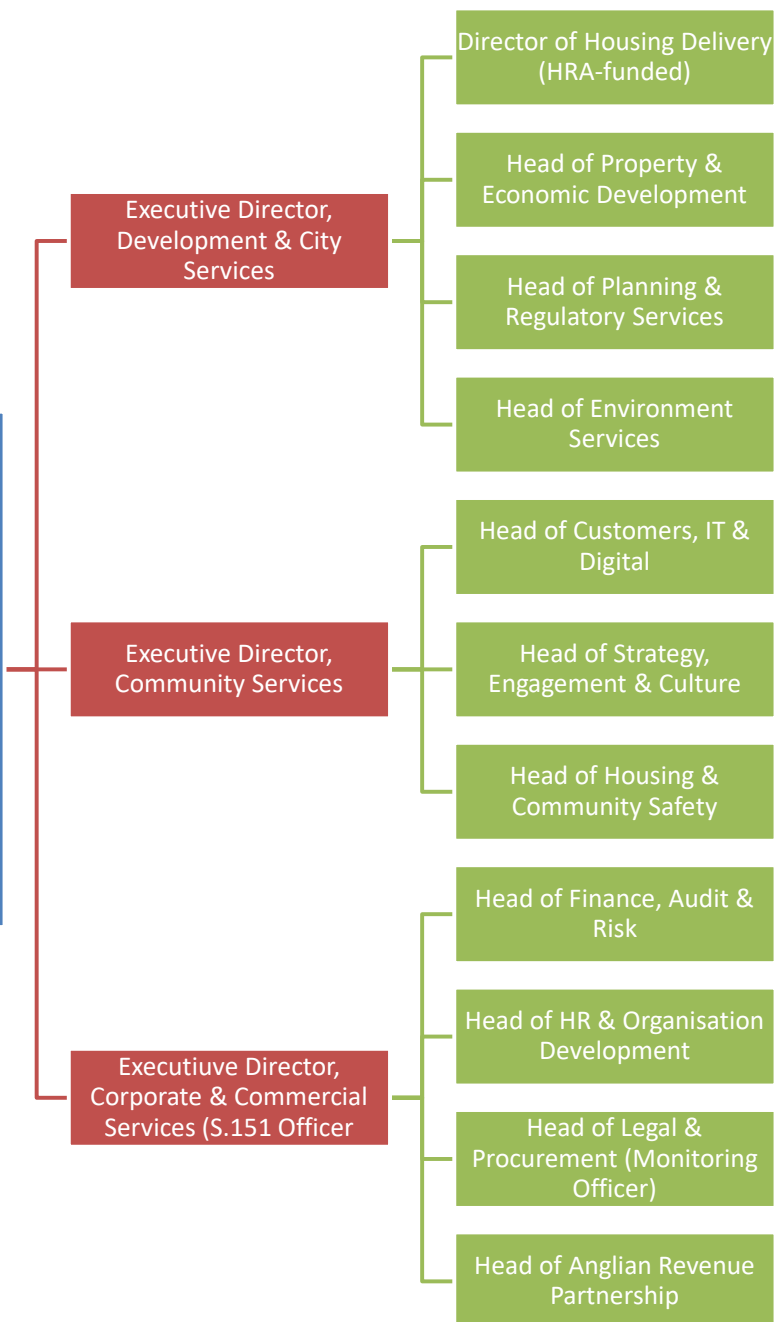 Director of Housing Delivery
(HRA-funded)
Head of Property &
Economic Development
Executive Director,
Development & City
Services
Head of Planning &
Regulatory Services
Head of Environment
Services
Head of Customers, IT &
Digital
Executive Director,
Community Services
Head of Strategy,
Engagement & Culture
Head of Housing &
Community Safety
Head of Finance, Audit &
Risk
Head of HR & Organisation
Development
Executiuve Director,
Corporate & Commercial
Services (S.151 Officer
Head of Legal &
Procurement (Monitoring
Officer)
Head of Anglian Revenue
Partnership